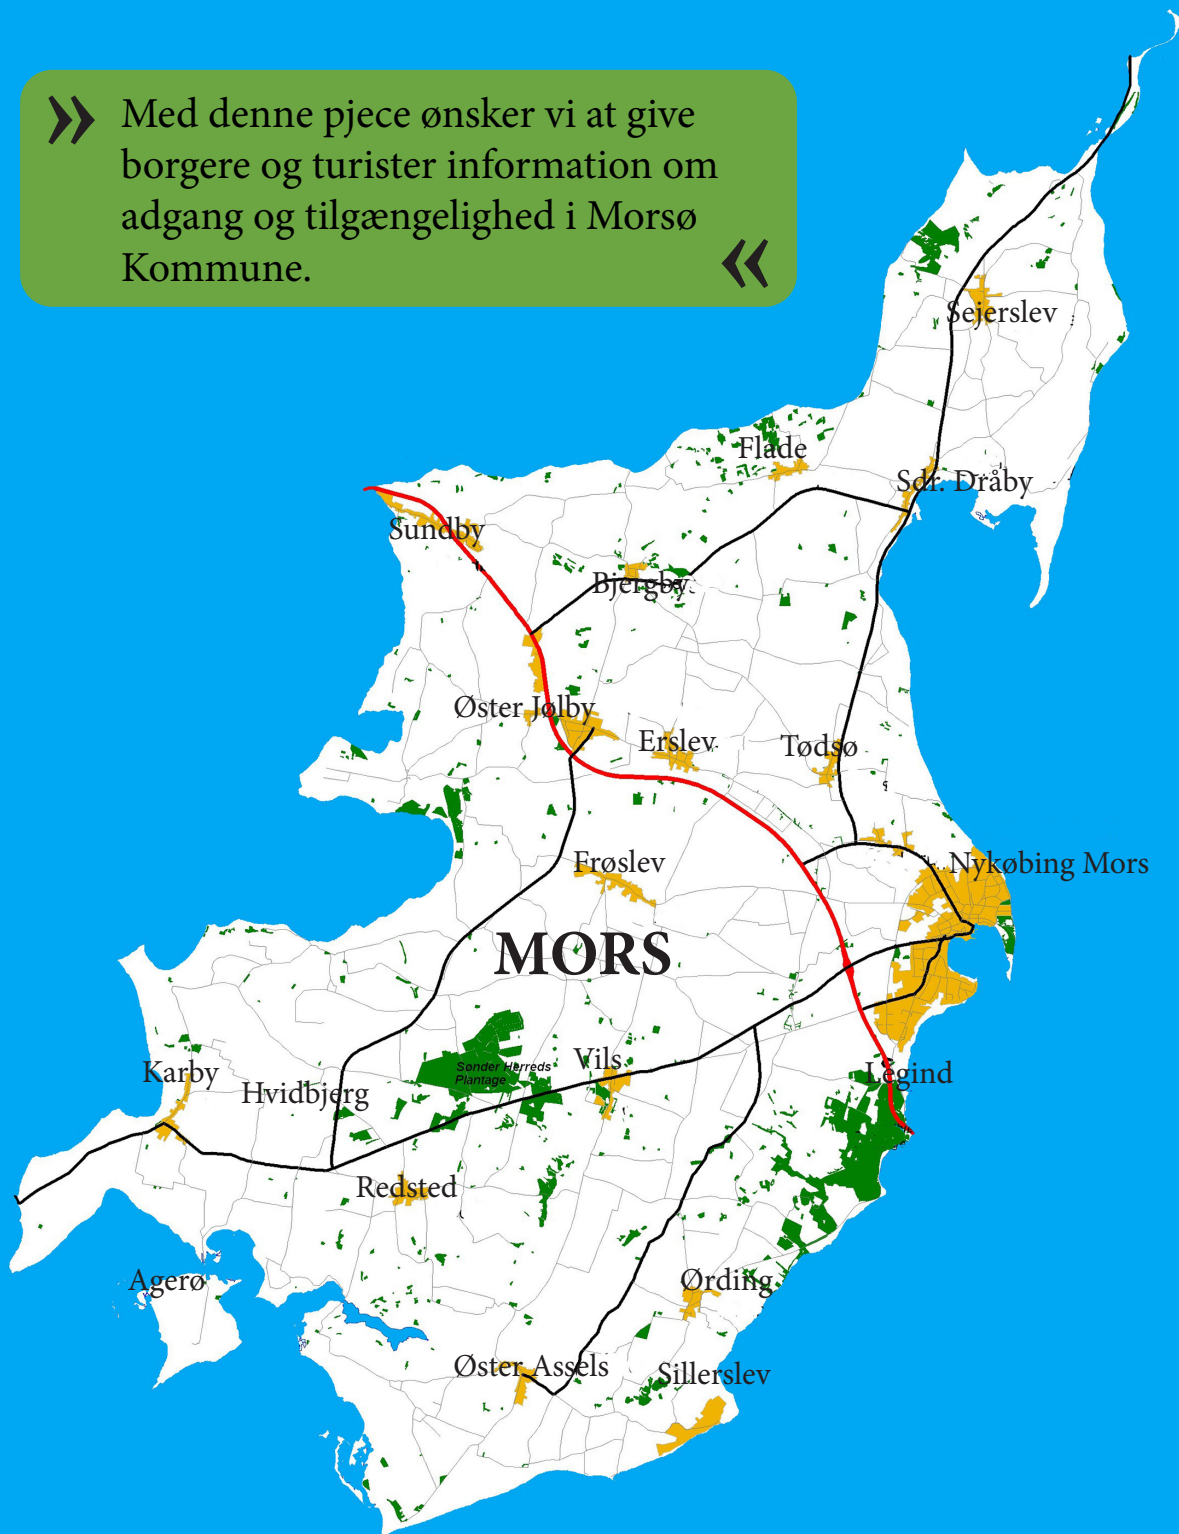 » Med denne pjece ønsker vi at give
borgere og turister information om
adgang og tilgængelighed i Morsø
Kommune. «
Sejerslev
Flade
Sdr. Dråby
Sundby
Bjergby
Øster Jølby
Erslev
Tødsø
Frøslev
Nykøbing Mors
MORS
Sønder Herreds
Plantage
Vils
Karby
Hvidbjerg
Legind
Redsted
Agerø
Ørding
Øster Assels
Sillerslev